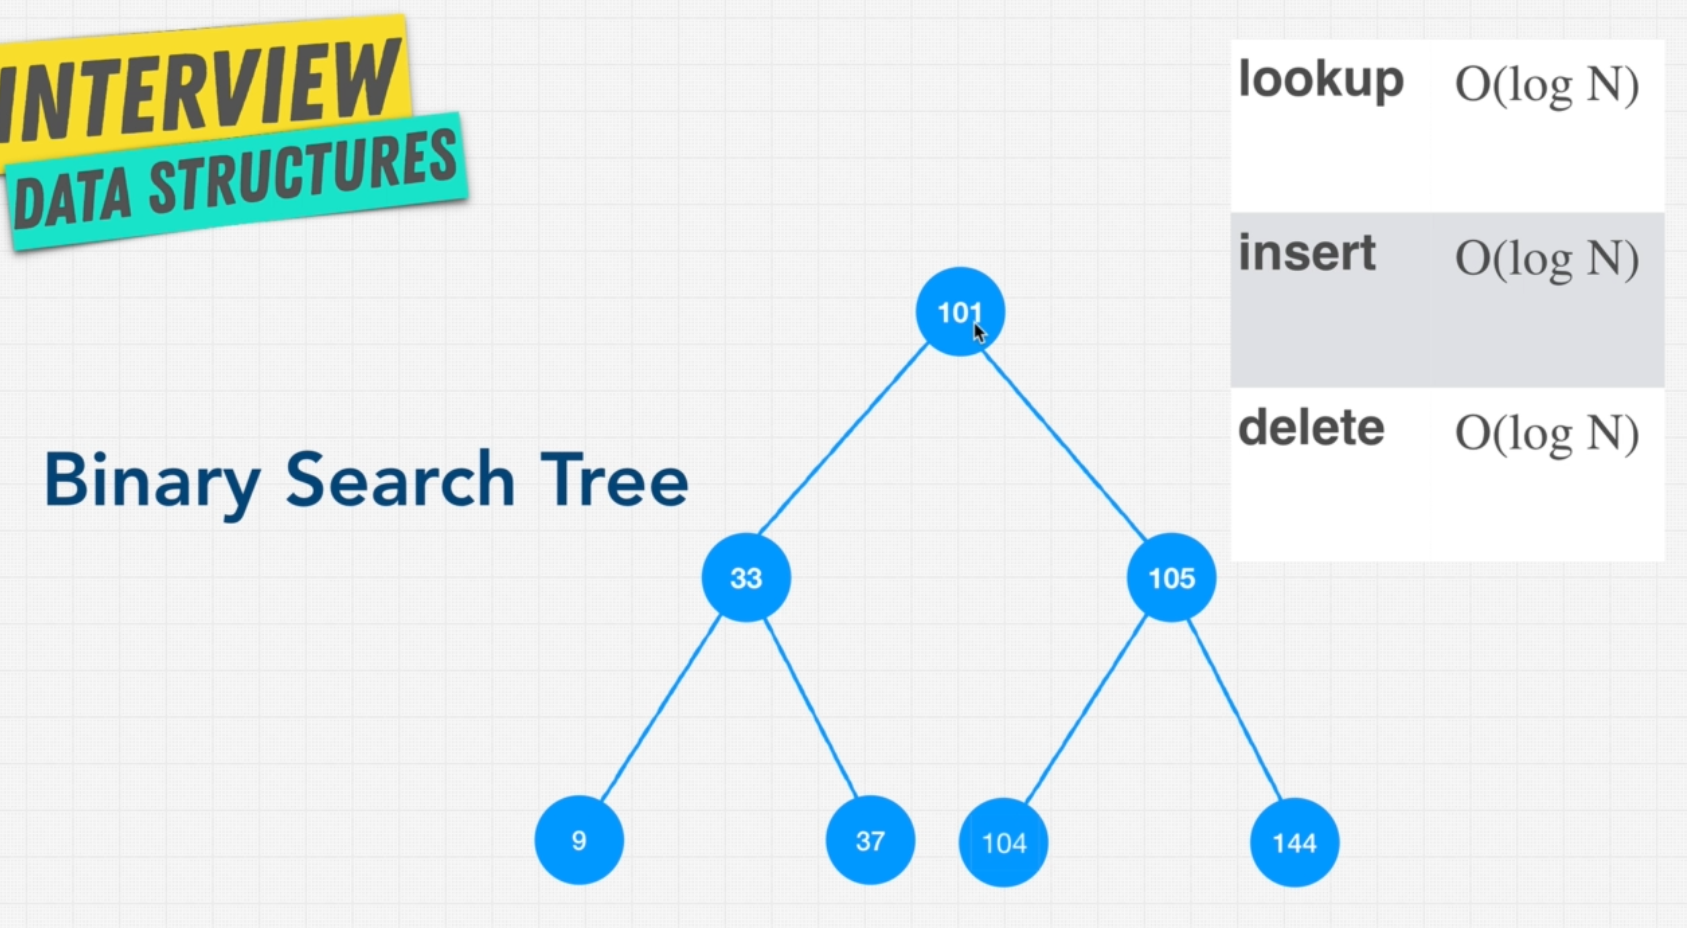 INTERVIEW
DATA STRUCTURES
lookup O(log N)
insert O(log N)
delete O(log N)
Binary Search Tree
101
33 105
9 37 104 144